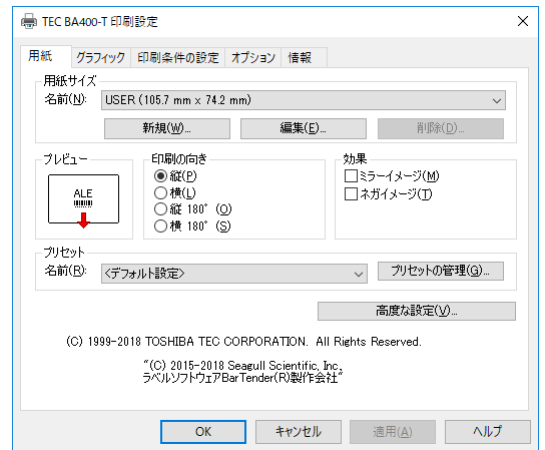 TEC BA400-T 印刷設定
用紙 グラフィック 印刷条件の設定 オプション 情報
用紙サイズ
名前(N): USER (105.7 mm x 74.2 mm)
新規(W)... 編集(E)... 削除(D)...
プレビュー
ALE
印刷の向き
縦(P)
横(L)
縦 180° (O)
横 180° (S)
効果
ミラーイメージ(M)
ネガイメージ(T)
プリセット
名前(R): <デフォルト設定> プリセットの管理(G)...
高度な設定(V)...
(C) 1999-2018 TOSHIBA TEC CORPORATION. All Rights Reserved.
"(C) 2015-2018 Seagull Scientific, Inc.
ラベルソフトウェアBarTender(R)製作会社"
OK キャンセル 適用(A) ヘルプ